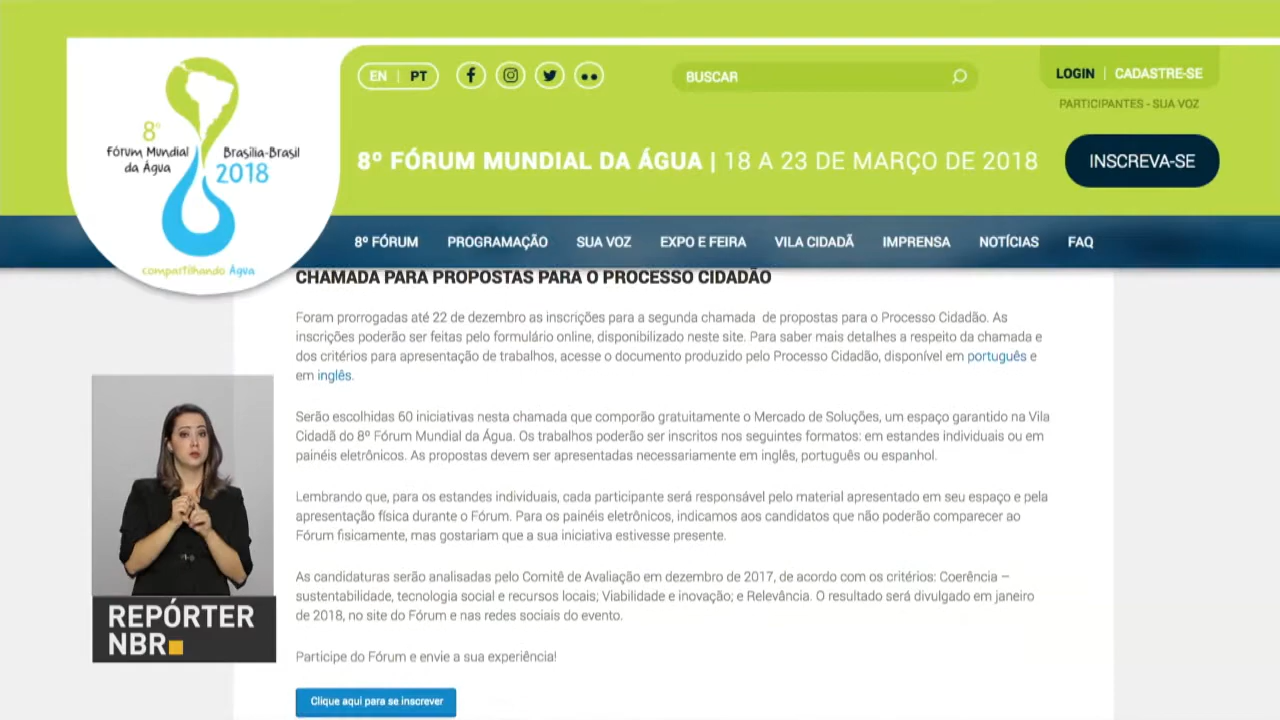 EN | PT
BUSCAR
LOGIN | CADASTRE-SE
PARTICIPANTES - SUA VOZ
8º
Fórum Mundial
da Água
Brasília-Brasil
2018
compartilhando Água
8º FÓRUM MUNDIAL DA ÁGUA | 18 A 23 DE MARÇO DE 2018
INSCREVA-SE
8º FÓRUM PROGRAMAÇÃO SUA VOZ EXPO E FEIRA VILA CIDADÃ IMPRENSA NOTÍCIAS FAQ
CHAMADA PARA PROPOSTAS PARA O PROCESSO CIDADÃO
Foram prorrogadas até 22 de dezembro as inscrições para a segunda chamada de propostas para o Processo Cidadão. As
inscrições poderão ser feitas pelo formulário online, disponibilizado neste site. Para saber mais detalhes a respeito da chamada e
dos critérios para apresentação de trabalhos, acesse o documento produzido pelo Processo Cidadão, disponível em português e
em inglês.
Serão escolhidas 60 iniciativas nesta chamada que comporão gratuitamente o Mercado de Soluções, um espaço garantido na Vila
Cidadã do 8º Fórum Mundial da Água. Os trabalhos poderão ser inscritos nos seguintes formatos: em estandes individuais ou em
painéis eletrônicos. As propostas devem ser apresentadas necessariamente em inglês, português ou espanhol.
Lembrando que, para os estandes individuais, cada participante será responsável pelo material apresentado em seu espaço e pela
apresentação física durante o Fórum. Para os painéis eletrônicos, indicamos aos candidatos que não poderão comparecer ao
Fórum fisicamente, mas gostariam que a sua iniciativa estivesse presente.
As candidaturas serão analisadas pelo Comitê de Avaliação em dezembro de 2017, de acordo com os critérios: Coerência –
sustentabilidade, tecnologia social e recursos locais; Viabilidade e inovação; e Relevância. O resultado será divulgado em janeiro
de 2018, no site do Fórum e nas redes sociais do evento.
Participe do Fórum e envie a sua experiência!
Clique aqui para se inscrever
REPÓRTER
NBR